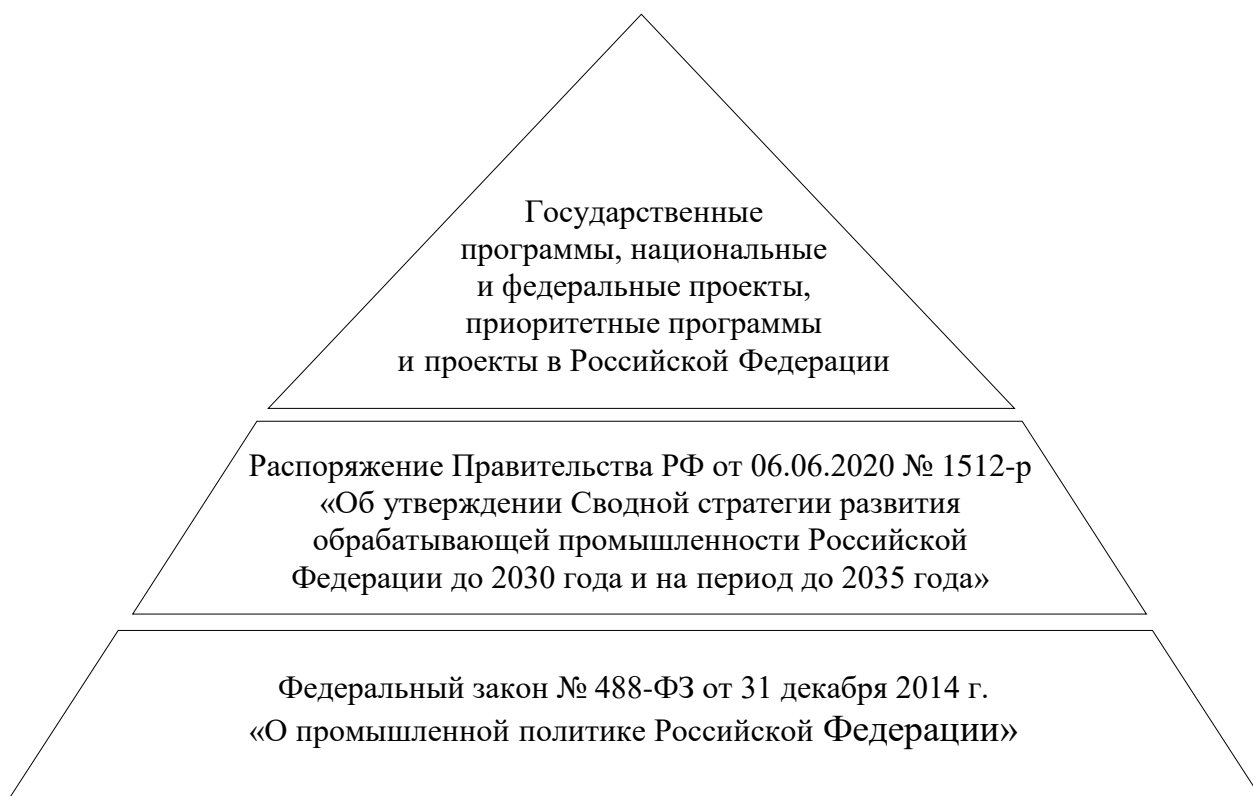 Государственные
программы, национальные
и федеральные проекты,
приоритетные программы
и проекты в Российской Федерации
Распоряжение Правительства РФ от 06.06.2020 № 1512-р
«Об утверждении Сводной стратегии развития
обрабатывающей промышленности Российской
Федерации до 2030 года и на период до 2035 года»
Федеральный закон № 488-ФЗ от 31 декабря 2014 г.
«О промышленной политике Российской Федерации»